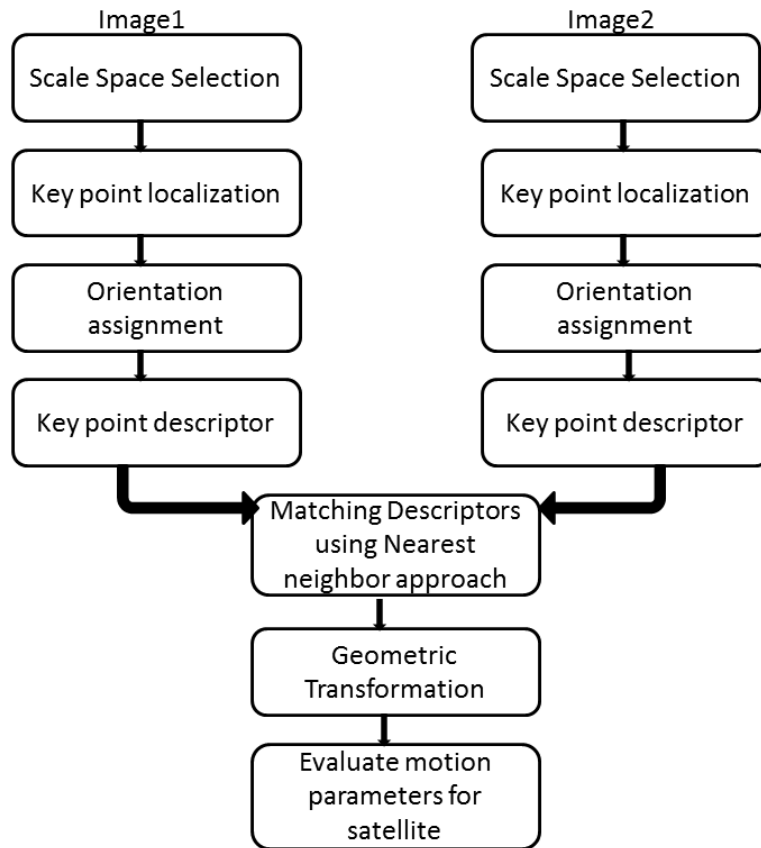 Image1
Scale Space Selection
Key point localization
Orientation
assignment
Key point descriptor
Image2
Scale Space Selection
Key point localization
Orientation
assignment
Key point descriptor
Matching Descriptors
using Nearest
neighbor approach
Geometric
Transformation
Evaluate motion
parameters for
satellite